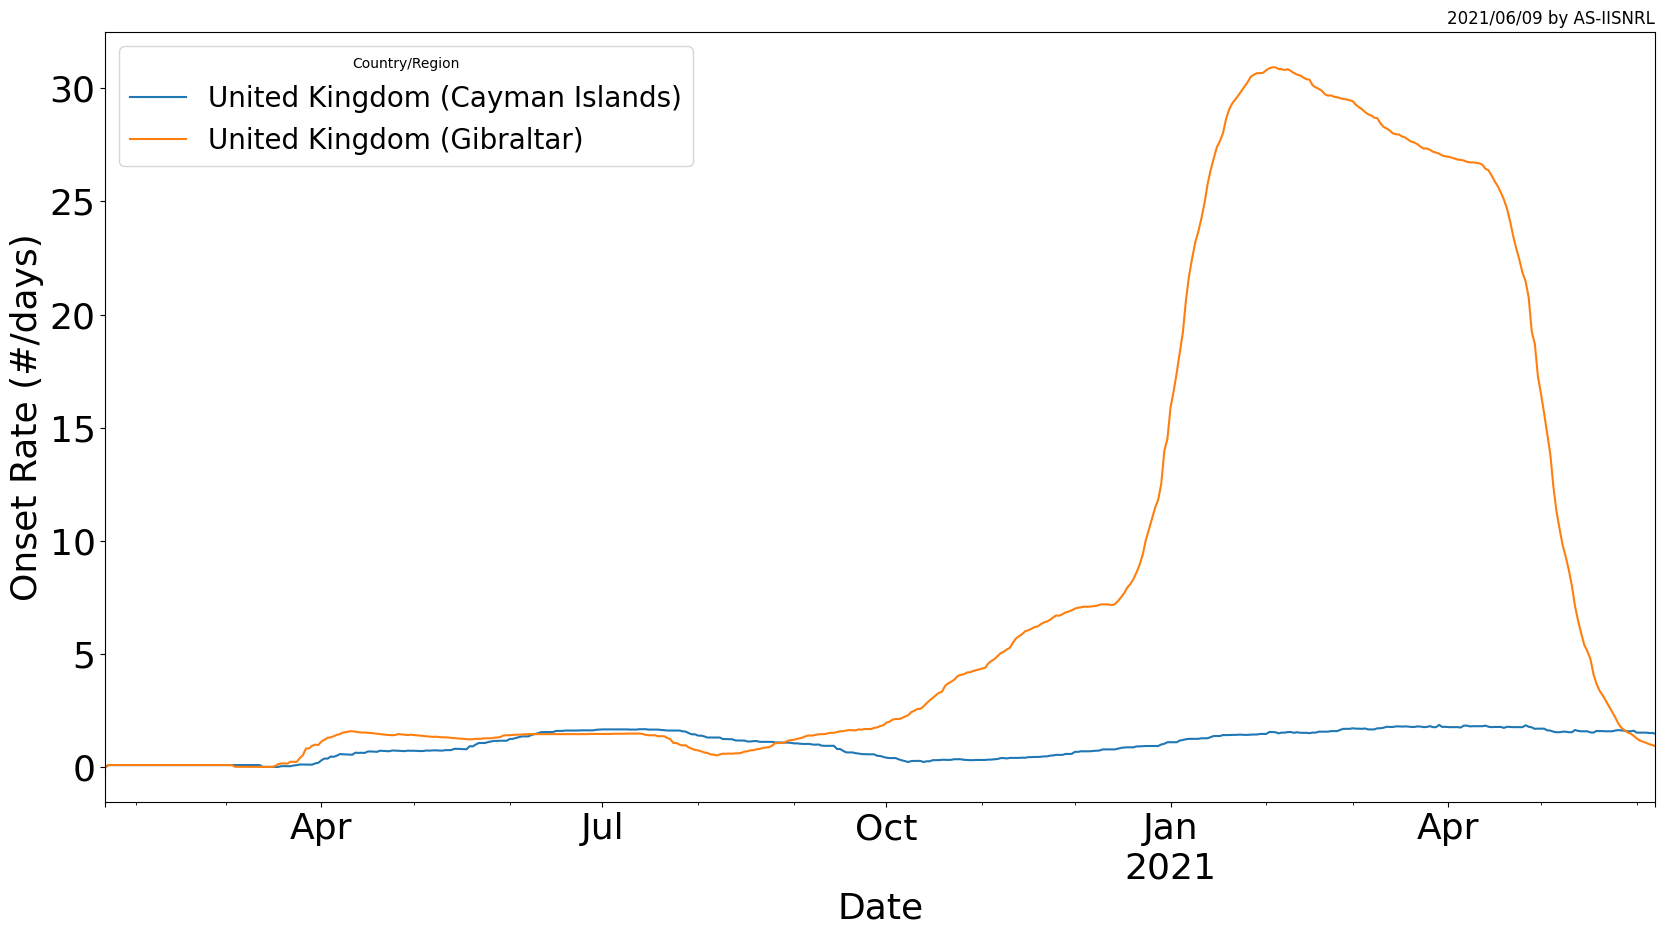 2021/06/09 by AS-IISNRL
Country/Region
United Kingdom (Cayman Islands)
United Kingdom (Gibraltar)
30
25
20
15
10
5
0
Onset Rate (#/days)
Apr
Jul
Oct
Jan
2021
Apr
Date